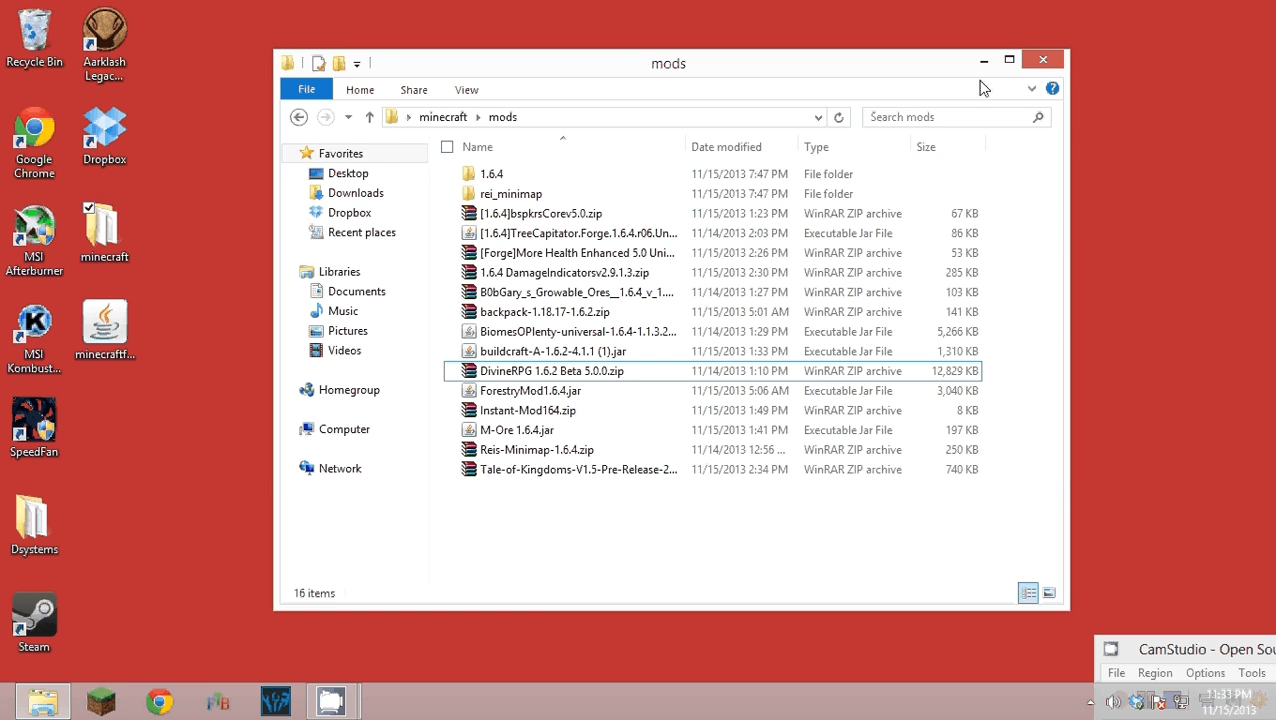 Recycle Bin
Aarklash
Legac...
Google
Chrome
Dropbox
MSI
Afterburner
minecraft
MSI
Kombust...
minecraftf...
SpeedFan
Dsystems
Steam
mods
File
Home
Share
View
minecraft
mods
Search mods
Favorites
Desktop
Downloads
Dropbox
Recent places
Libraries
Documents
Music
Pictures
Videos
Homegroup
Computer
Network
Name Date modified Type Size
1.6.4 11/15/2013 7:47 PM File folder
rei_minimap 11/15/2013 7:47 PM File folder
[1.6.4]bspkrsCorev5.0.zip 11/15/2013 1:23 PM WinRAR ZIP archive 67 KB
[1.6.4]TreeCapitator.Forge.1.6.4.r06.Un... 11/14/2013 2:03 PM Executable Jar File 86 KB
[Forge]More Health Enhanced 5.0 Uni... 11/15/2013 2:26 PM WinRAR ZIP archive 53 KB
1.6.4 DamageIndicatorsv2.9.1.3.zip 11/15/2013 2:30 PM WinRAR ZIP archive 285 KB
B0bGary_s_Growable_Ores__1.6.4_v_1.... 11/14/2013 1:27 PM WinRAR ZIP archive 103 KB
backpack-1.18.17-1.6.2.zip 11/15/2013 5:01 AM WinRAR ZIP archive 141 KB
BiomesOPlenty-universal-1.6.4-1.1.3.2... 11/14/2013 1:29 PM Executable Jar File 5,266 KB
buildcraft-A-1.6.2-4.1.1 (1).jar 11/15/2013 1:33 PM Executable Jar File 1,310 KB
DivineRPG 1.6.2 Beta 5.0.0.zip 11/14/2013 1:10 PM WinRAR ZIP archive 12,829 KB
ForestryMod1.6.4.jar 11/15/2013 5:06 AM Executable Jar File 3,040 KB
Instant-Mod164.zip 11/15/2013 1:49 PM WinRAR ZIP archive 8 KB
M-Ore 1.6.4.jar 11/15/2013 1:41 PM Executable Jar File 197 KB
Reis-Minimap-1.6.4.zip 11/14/2013 12:56 ... WinRAR ZIP archive 250 KB
Tale-of-Kingdoms-V1.5-Pre-Release-2... 11/15/2013 2:34 PM WinRAR ZIP archive 740 KB
16 items
CamStudio - Open Sou
File Region Options Tools
11:33 PM
11/15/2013